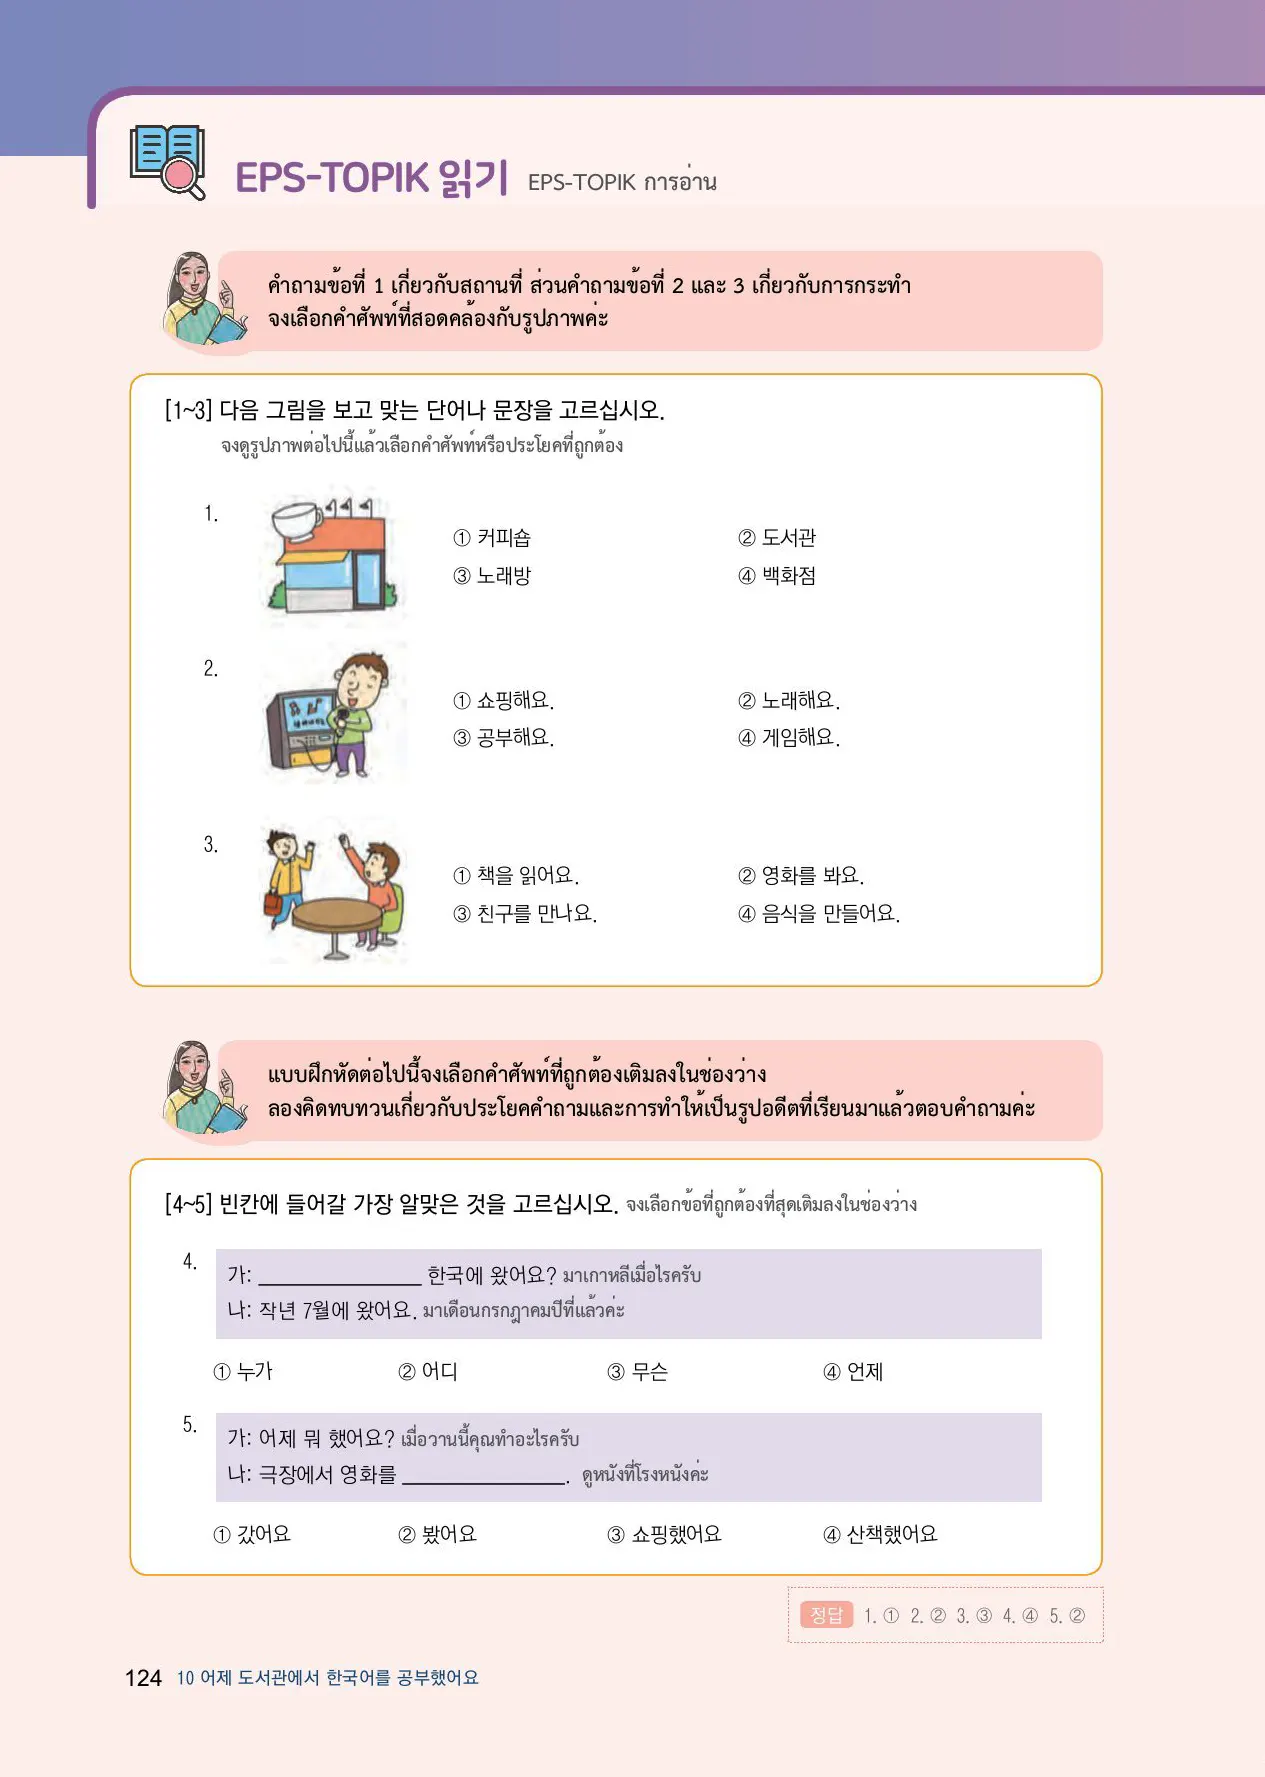 EPS-TOPIK 읽기 EPS-TOPIK การอ่าน
คำถามข้อที่ 1 เกี่ยวกับสถานที่ ส่วนคำถามข้อที่ 2 และ 3 เกี่ยวกับการกระทำ
จงเลือกคำศัพท์ที่สอดคล้องกับรูปภาพค่ะ
[1~3] 다음 그림을 보고 맞는 단어나 문장을 고르십시오.
จงดูรูปภาพต่อไปนี้แล้วเลือกคำศัพท์หรือประโยคที่ถูกต้อง
1.
① 커피숍 ② 도서관
③ 노래방 ④ 백화점
2.
① 쇼핑해요. ② 노래해요.
③ 공부해요. ④ 게임해요.
3.
① 책을 읽어요. ② 영화를 봐요.
③ 친구를 만나요. ④ 음식을 만들어요.
แบบฝึกหัดต่อไปนี้จงเลือกคำศัพท์ที่ถูกต้องเติมลงในช่องว่าง
ลองคิดทบทวนเกี่ยวกับประโยคคำถามและการทำให้เป็นรูปอดีตที่เรียนมาแล้วตอบคำถามค่ะ
[4~5] 빈칸에 들어갈 가장 알맞은 것을 고르십시오. จงเลือกข้อที่ถูกต้องที่สุดเติมลงในช่องว่าง
4.
가: ________________ 한국에 왔어요? มาเกาหลีเมื่อไรครับ
나: 작년 7월에 왔어요. มาเดือนกรกฎาคมปีที่แล้วค่ะ
① 누가 ② 어디 ③ 무슨 ④ 언제
5.
가: 어제 뭐 했어요? เมื่อวานนี้คุณทำอะไรครับ
나: 극장에서 영화를 ________________. ดูหนังที่โรงหนังค่ะ
① 갔어요 ② 봤어요 ③ 쇼핑했어요 ④ 산책했어요
정답 1. ① 2. ② 3. ③ 4. ④ 5. ②
124 10 어제 도서관에서 한국어를 공부했어요